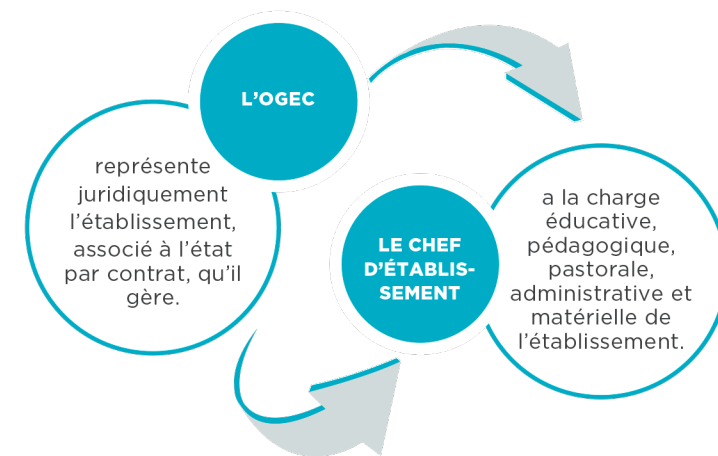 L’OGEC
représente
juridiquement
l’établissement,
associé à l’état
par contrat, qu’il
gère.
LE CHEF
D’ÉTABLIS-
SEMENT
a la charge
éducative,
pédagogique,
pastorale,
administrative et
matérielle de
l’établissement.